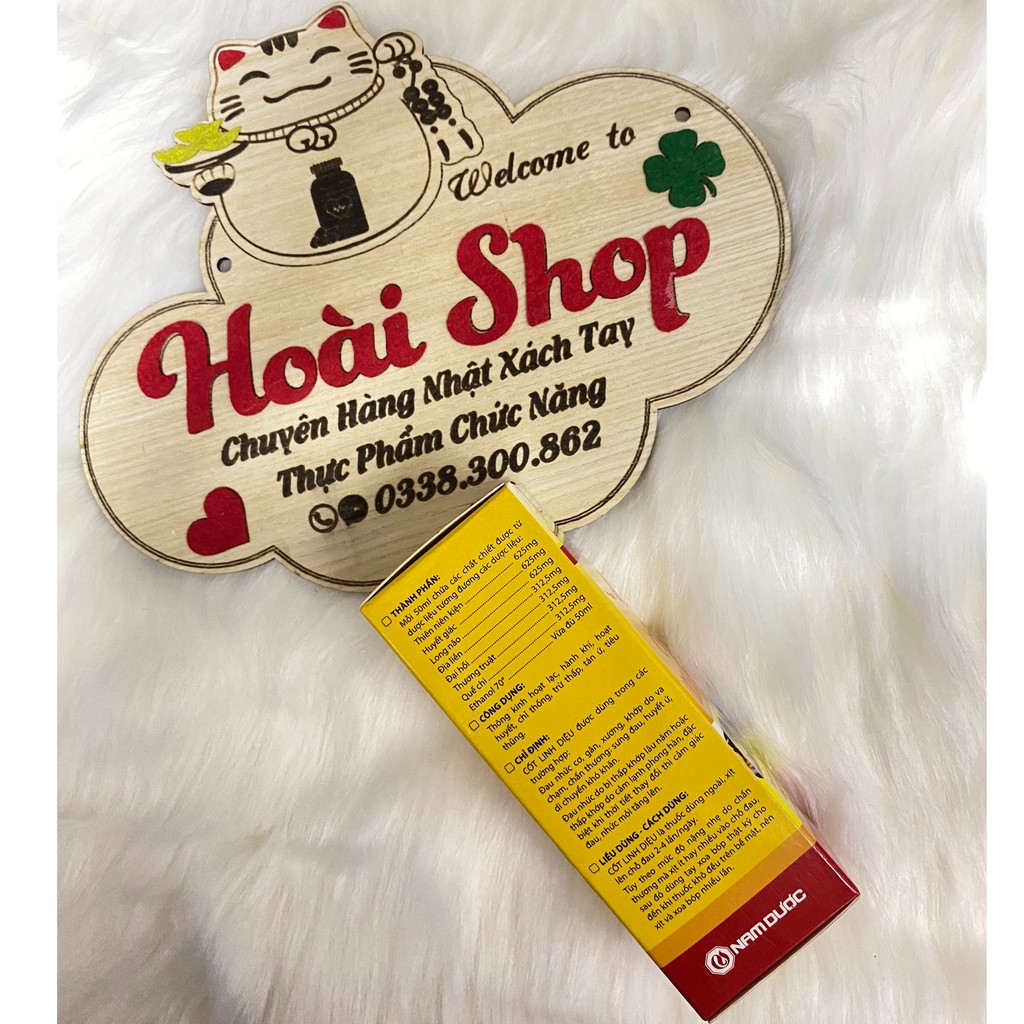 Welcome to
Hoài Shop
Chuyên Hàng Nhật Xách Tay
Thực Phẩm Chức Năng
0338.300.862
THÀNH PHẦN:
Mỗi 50ml chứa các chất chiết được từ
dược liệu tương đương các dược liệu:
Thiên niên kiện 625mg
Huyết giác 625mg
Long não 625mg
Địa liền 312,5mg
Đại hồi 312,5mg
Thương truật 312,5mg
Quế chi 312,5mg
Ethanol 70° Vừa đủ 50ml
CÔNG DỤNG:
Thông kinh hoạt lạc, hành khí, hoạt
huyết, chỉ thống, trừ thấp, tán ứ, tiêu
thũng.
CHỈ ĐỊNH:
CỐT LINH DIỆU được dùng trong các
trường hợp:
Đau nhức cơ, gân, xương, khớp do va
chạm, chấn thương: sưng đau, huyết ứ,
di chuyển khó khăn.
Đau nhức do bị thấp khớp lâu năm hoặc
thấp khớp do cảm lạnh phong hàn, đặc
biệt khi thời tiết thay đổi thì cảm giác
đau, nhức mỏi tăng lên.
LIỀU DÙNG - CÁCH DÙNG:
CỐT LINH DIỆU là thuốc dùng ngoài, xịt
lên chỗ đau 2-4 lần/ngày.
Tùy theo mức độ nặng nhẹ do chấn
thương mà xịt ít hay nhiều vào chỗ đau,
sau đó dùng tay xoa bóp thật kỹ cho
đến khi thuốc khô đều trên bề mặt, nên
xịt và xoa bóp nhiều lần.
NAM DƯỢC